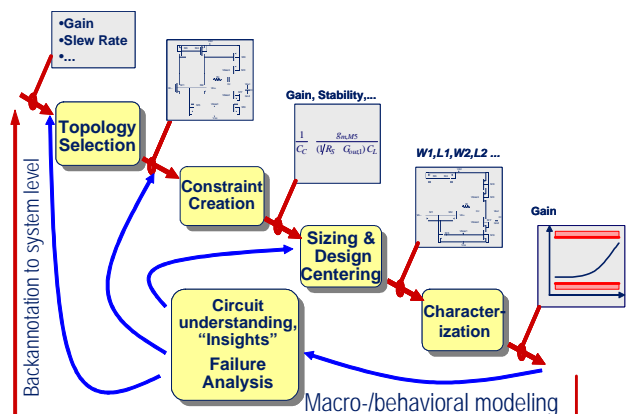 •Gain
•Slew Rate
•...
Topology
Selection
Constraint
Creation
Gain, Stability,...
1
C_C
g_m,M5
(1/R_S G_out,1) C_L
Sizing &
Design
Centering
W1,L1,W2,L2 ...
Character-
ization
Gain
Circuit
understanding,
"Insights"
Failure
Analysis
Backannotation to system level
Macro-/behavioral modeling